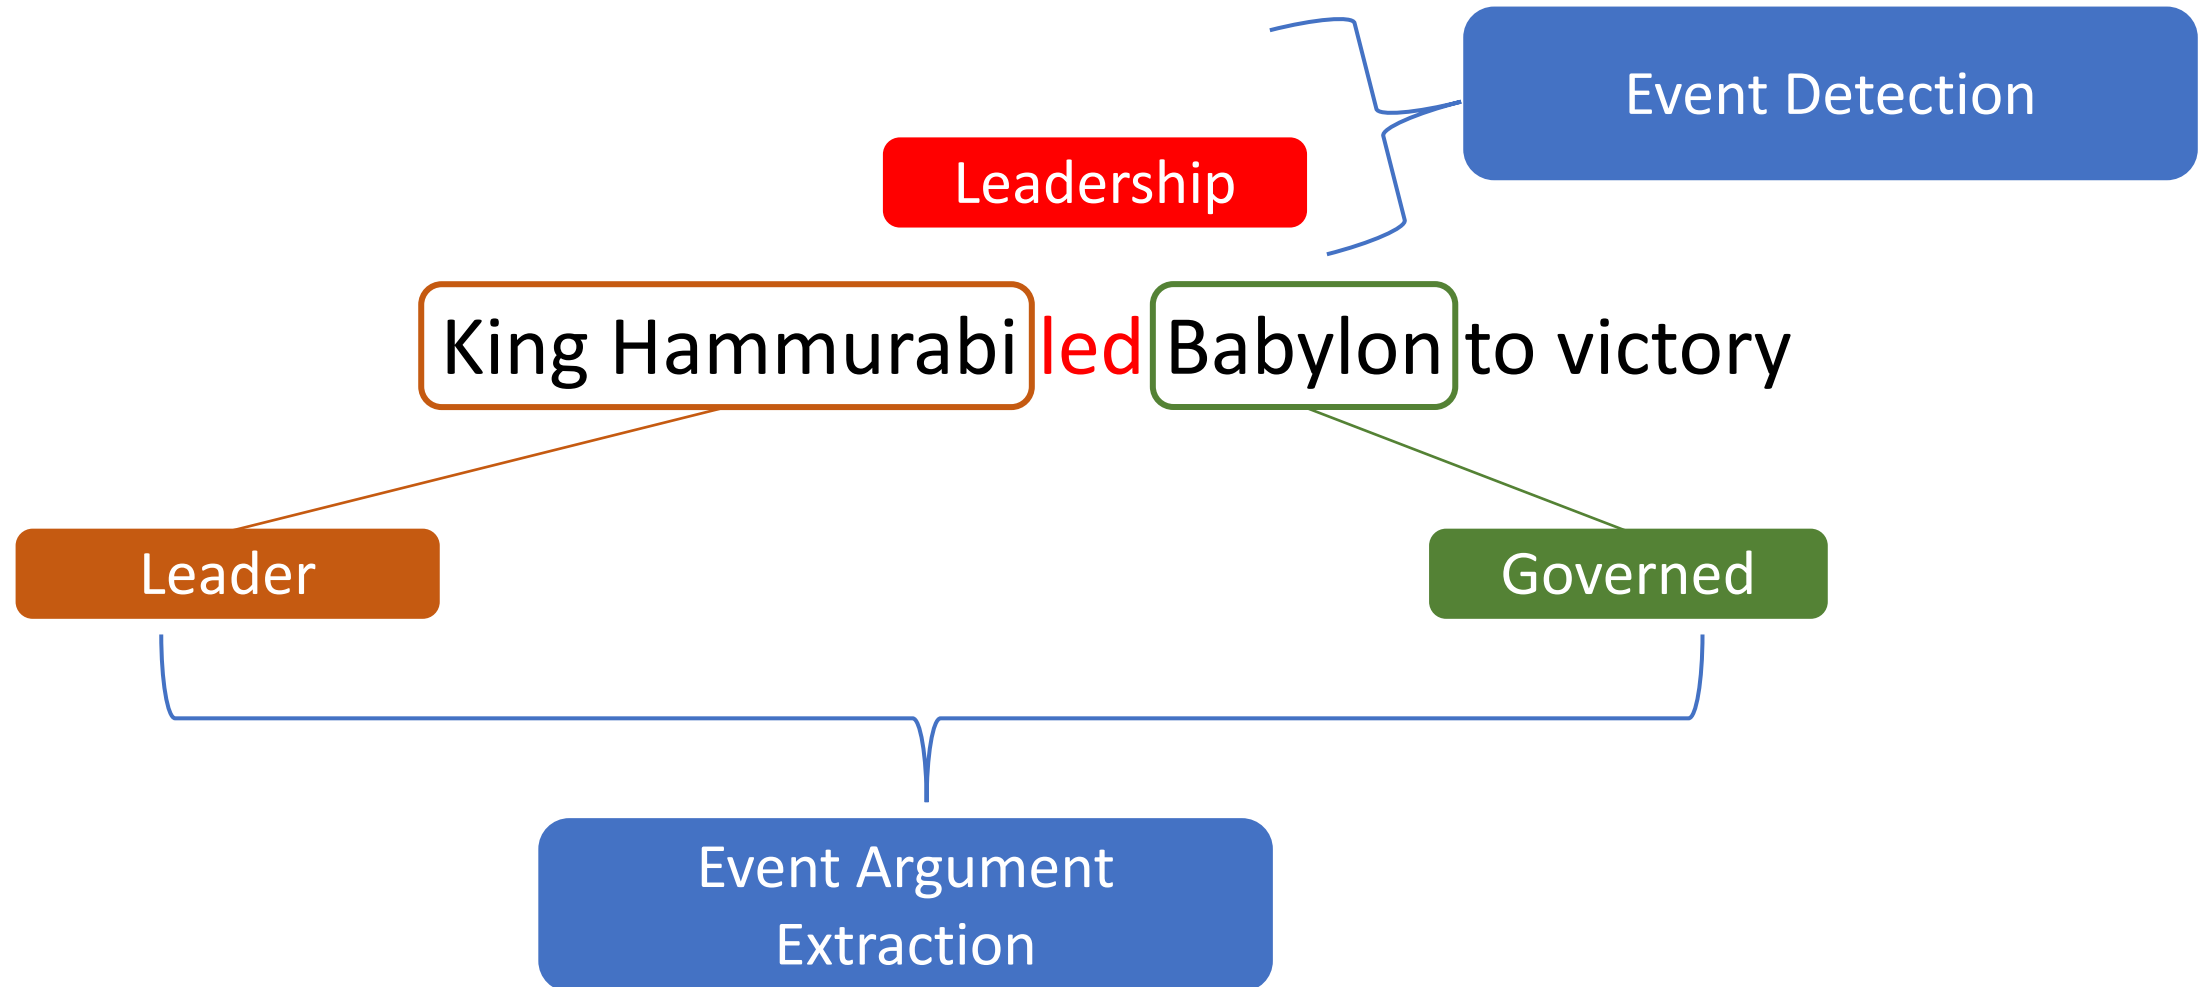 Event Detection
Leadership
King Hammurabi led Babylon to victory
Leader
Governed
Event Argument
Extraction